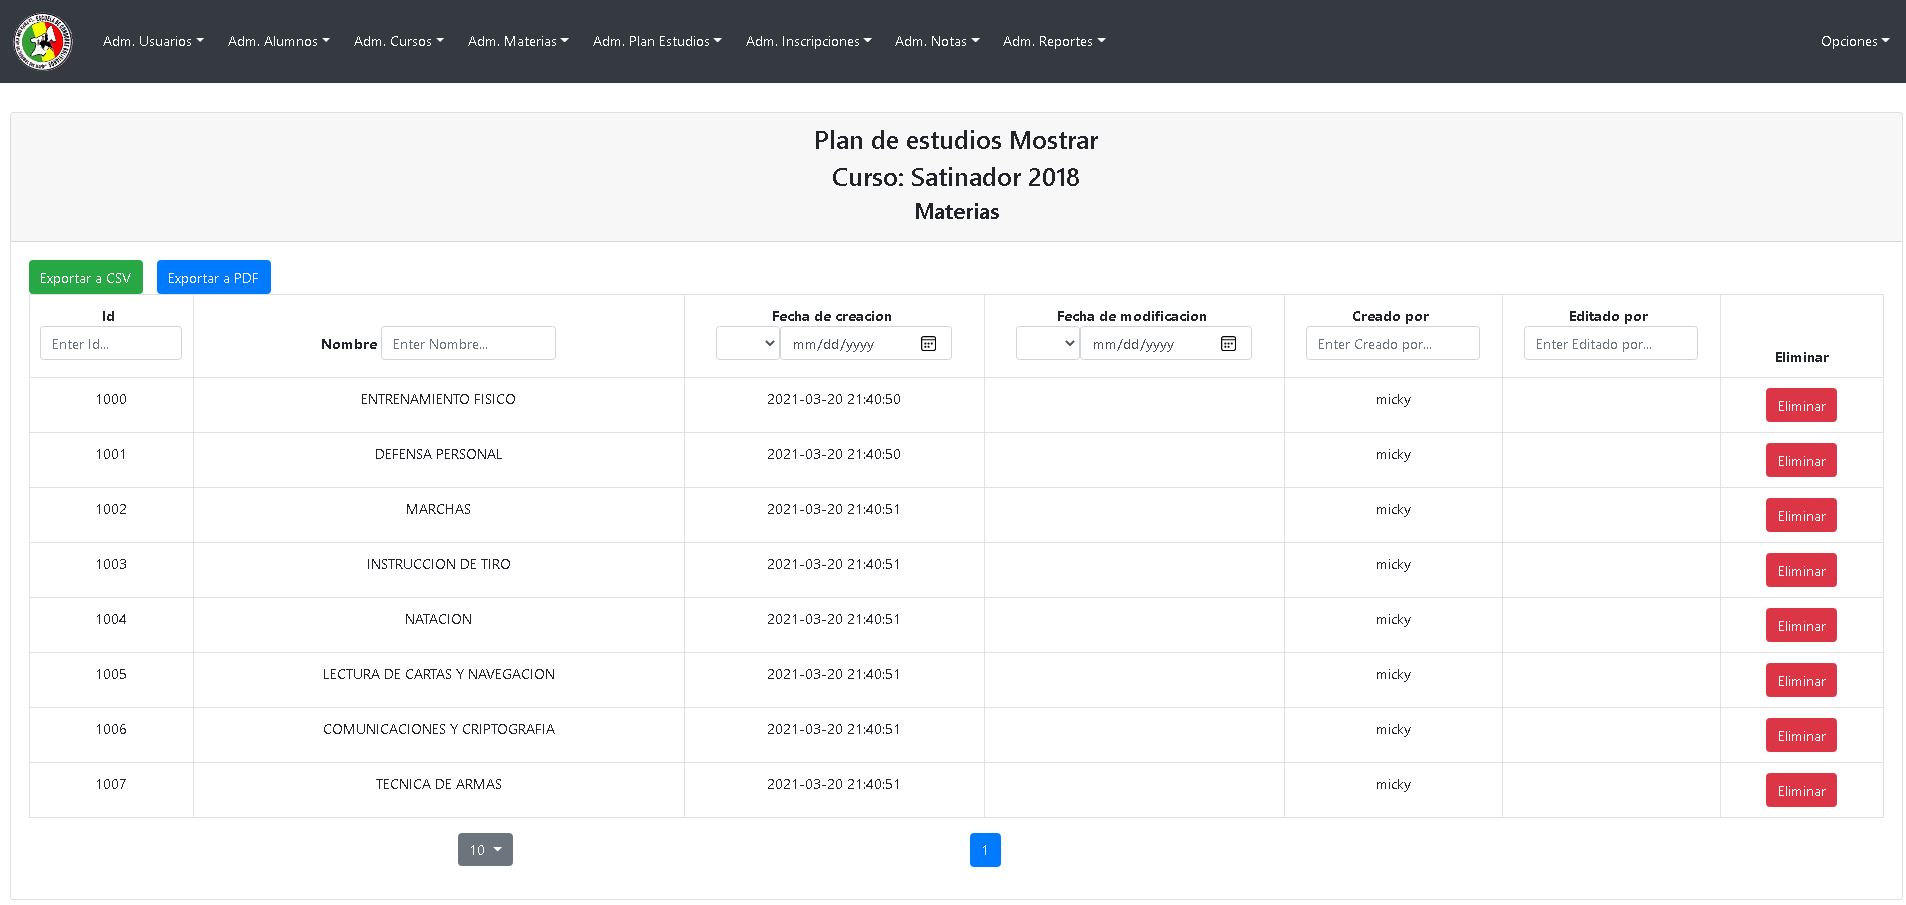 Adm. Usuarios Adm. Alumnos Adm. Cursos Adm. Materias Adm. Plan Estudios Adm. Inscripciones Adm. Notas Adm. Reportes Opciones
Plan de estudios Mostrar
Curso: Satinador 2018
Materias
Exportar a CSV Exportar a PDF
Id Nombre Fecha de creacion Fecha de modificacion Creado por Editado por Eliminar
Enter Id... Enter Nombre... mm/dd/yyyy mm/dd/yyyy Enter Creado por... Enter Editado por...
1000 ENTRENAMIENTO FISICO 2021-03-20 21:40:50 micky Eliminar
1001 DEFENSA PERSONAL 2021-03-20 21:40:50 micky Eliminar
1002 MARCHAS 2021-03-20 21:40:51 micky Eliminar
1003 INSTRUCCION DE TIRO 2021-03-20 21:40:51 micky Eliminar
1004 NATACION 2021-03-20 21:40:51 micky Eliminar
1005 LECTURA DE CARTAS Y NAVEGACION 2021-03-20 21:40:51 micky Eliminar
1006 COMUNICACIONES Y CRIPTOGRAFIA 2021-03-20 21:40:51 micky Eliminar
1007 TECNICA DE ARMAS 2021-03-20 21:40:51 micky Eliminar
10 1